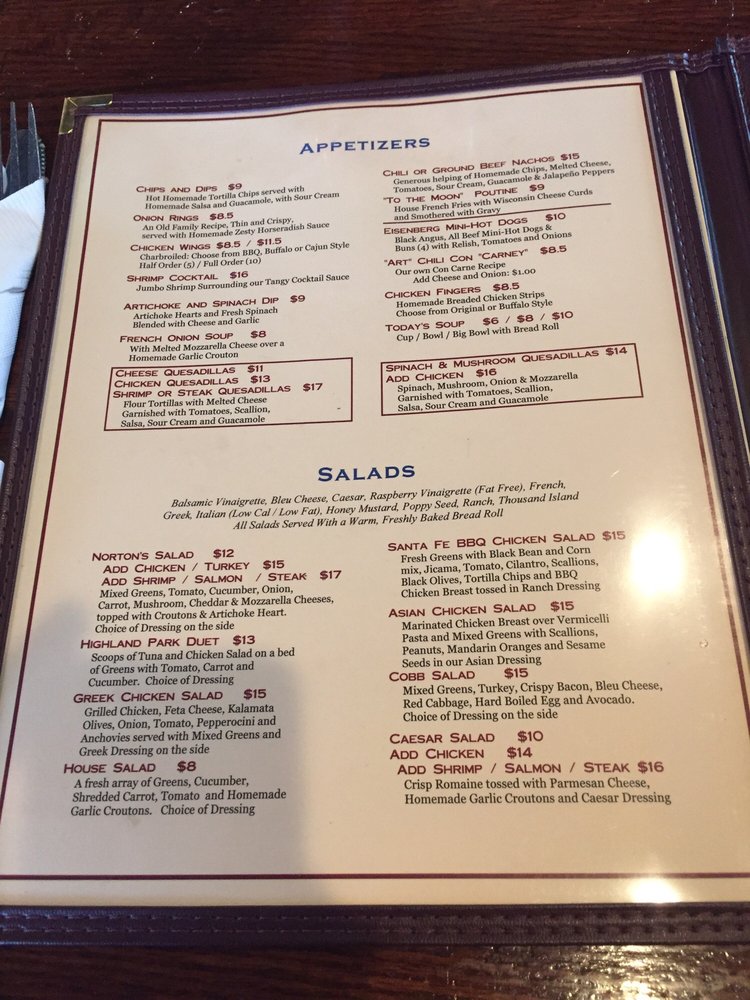 APPETIZERS
CHIPS AND DIPS $9
Hot Homemade Tortilla Chips served with
Homemade Salsa and Guacamole, with Sour Cream
ONION RINGS $8.5
An Old Family Recipe, Thin and Crispy,
served with Homemade Zesty Horseradish Sauce
CHICKEN WINGS $8.5 / $11.5
Charbroiled: Choose from BBQ, Buffalo or Cajun Style
Half Order (5) / Full Order (10)
SHRIMP COCKTAIL $16
Jumbo Shrimp Surrounding our Tangy Cocktail Sauce
ARTICHOKE AND SPINACH DIP $9
Artichoke Hearts and Fresh Spinach
Blended with Cheese and Garlic
FRENCH ONION SOUP $8
With Melted Mozzarella Cheese over a
Homemade Garlic Crouton
CHEESE QUESADILLAS $11
CHICKEN QUESADILLAS $13
SHRIMP OR STEAK QUESADILLAS $17
Flour Tortillas with Melted Cheese
Garnished with Tomatoes, Scallion,
Salsa, Sour Cream and Guacamole
CHILI OR GROUND BEEF NACHOS $15
Generous helping of Homemade Chips, Melted Cheese,
Tomatoes, Sour Cream, Guacamole & Jalapeño Peppers
"TO THE MOON" POUTINE $9
House French Fries with Wisconsin Cheese Curds
and Smothered with Gravy
EISENBERG MINI-HOT DOGS $10
Black Angus, All Beef Mini-Hot Dogs &
Buns (4) with Relish, Tomatoes and Onions
"ART" CHILI CON "CARNEY" $8.5
Our own Con Carne Recipe
Add Cheese and Onion: $1.00
CHICKEN FINGERS $8.5
Homemade Breaded Chicken Strips
Choose from Original or Buffalo Style
TODAY'S SOUP $6 / $8 / $10
Cup / Bowl / Big Bowl with Bread Roll
SPINACH & MUSHROOM QUESADILLAS $14
ADD CHICKEN $16
Spinach, Mushroom, Onion & Mozzarella
Garnished with Tomatoes, Scallion,
Salsa, Sour Cream and Guacamole
SALADS
Balsamic Vinaigrette, Bleu Cheese, Caesar, Raspberry Vinaigrette (Fat Free), French,
Greek, Italian (Low Cal / Low Fat), Honey Mustard, Poppy Seed, Ranch, Thousand Island
All Salads Served With a Warm, Freshly Baked Bread Roll
NORTON'S SALAD $12
ADD CHICKEN / TURKEY $15
ADD SHRIMP / SALMON / STEAK $17
Mixed Greens, Tomato, Cucumber, Onion,
Carrot, Mushroom, Cheddar & Mozzarella Cheeses,
topped with Croutons & Artichoke Heart.
Choice of Dressing on the side
HIGHLAND PARK DUET $13
Scoops of Tuna and Chicken Salad on a bed
of Greens with Tomato, Carrot and
Cucumber. Choice of Dressing
GREEK CHICKEN SALAD $15
Grilled Chicken, Feta Cheese, Kalamata
Olives, Onion, Tomato, Pepperocini and
Anchovies served with Mixed Greens and
Greek Dressing on the side
HOUSE SALAD $8
A fresh array of Greens, Cucumber,
Shredded Carrot, Tomato and Homemade
Garlic Croutons. Choice of Dressing
SANTA FE BBQ CHICKEN SALAD $15
Fresh Greens with Black Bean and Corn
mix, Jicama, Tomato, Cilantro, Scallions,
Black Olives, Tortilla Chips and BBQ
Chicken Breast tossed in Ranch Dressing
ASIAN CHICKEN SALAD $15
Marinated Chicken Breast over Vermicelli
Pasta and Mixed Greens with Scallions,
Peanuts, Mandarin Oranges and Sesame
Seeds in our Asian Dressing
COBB SALAD $15
Mixed Greens, Turkey, Crispy Bacon, Bleu Cheese,
Red Cabbage, Hard Boiled Egg and Avocado.
Choice of Dressing on the side
CAESAR SALAD $10
ADD CHICKEN $14
ADD SHRIMP / SALMON / STEAK $16
Crisp Romaine tossed with Parmesan Cheese,
Homemade Garlic Croutons and Caesar Dressing